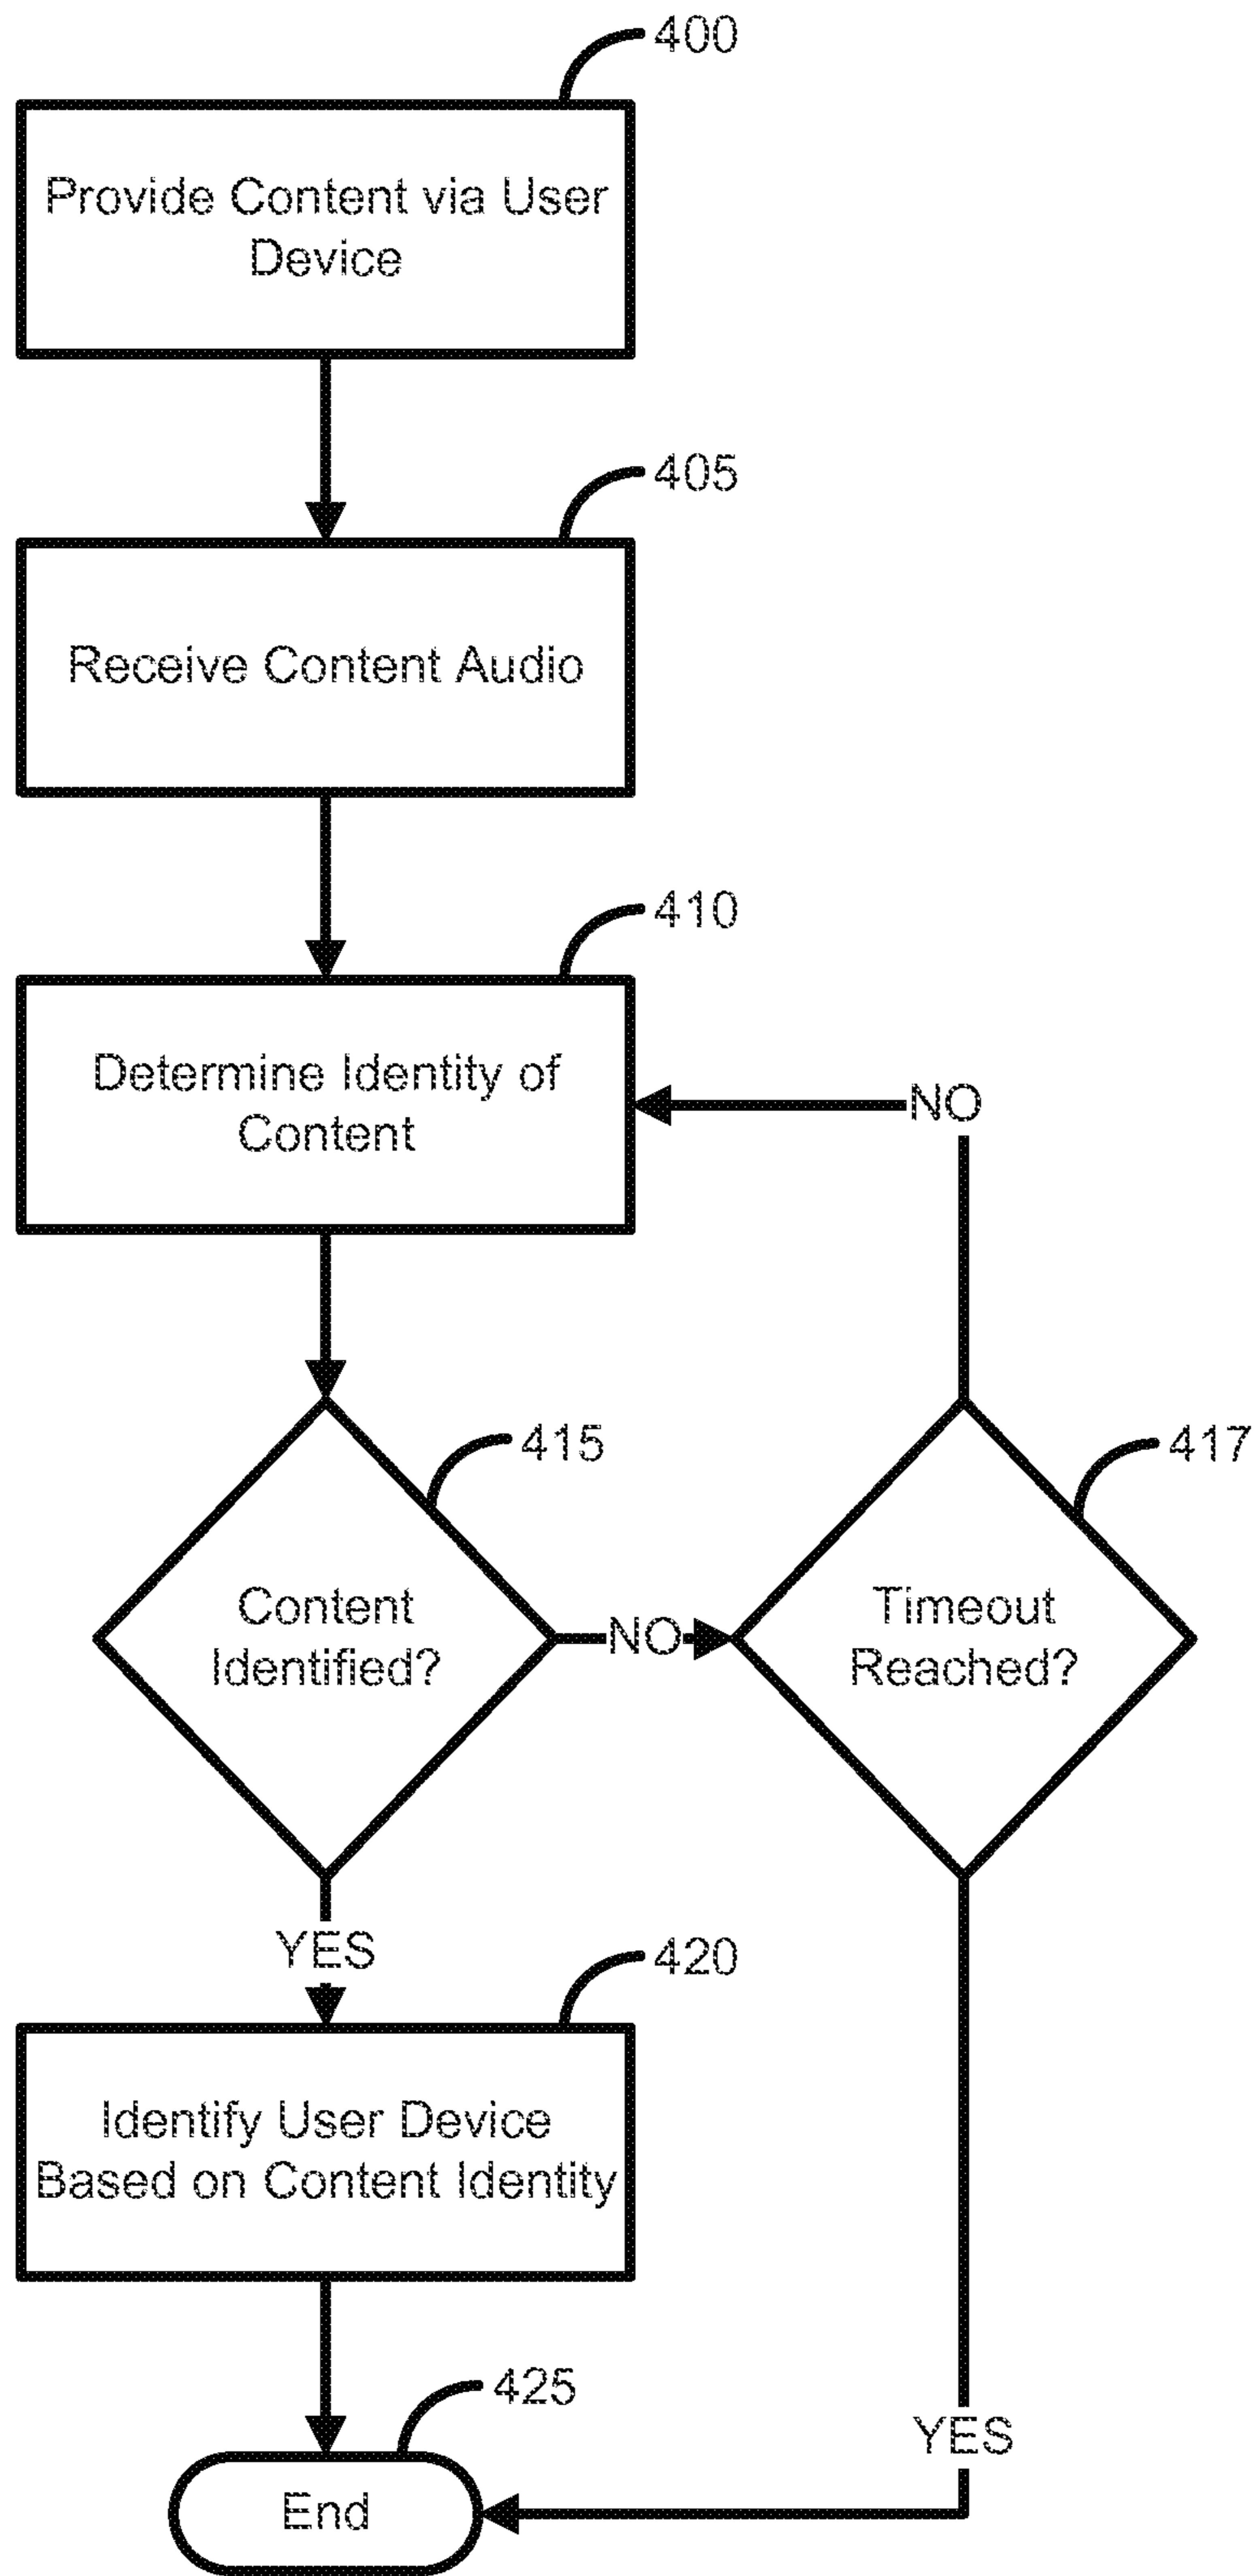 400
Provide Content via User
Device
405
Receive Content Audio
410
Determine Identity of
Content
NO
415
417
Content
Identified?
NO
Timeout
Reached?
YES
420
Identify User Device
Based on Content Identity
425
YES
End